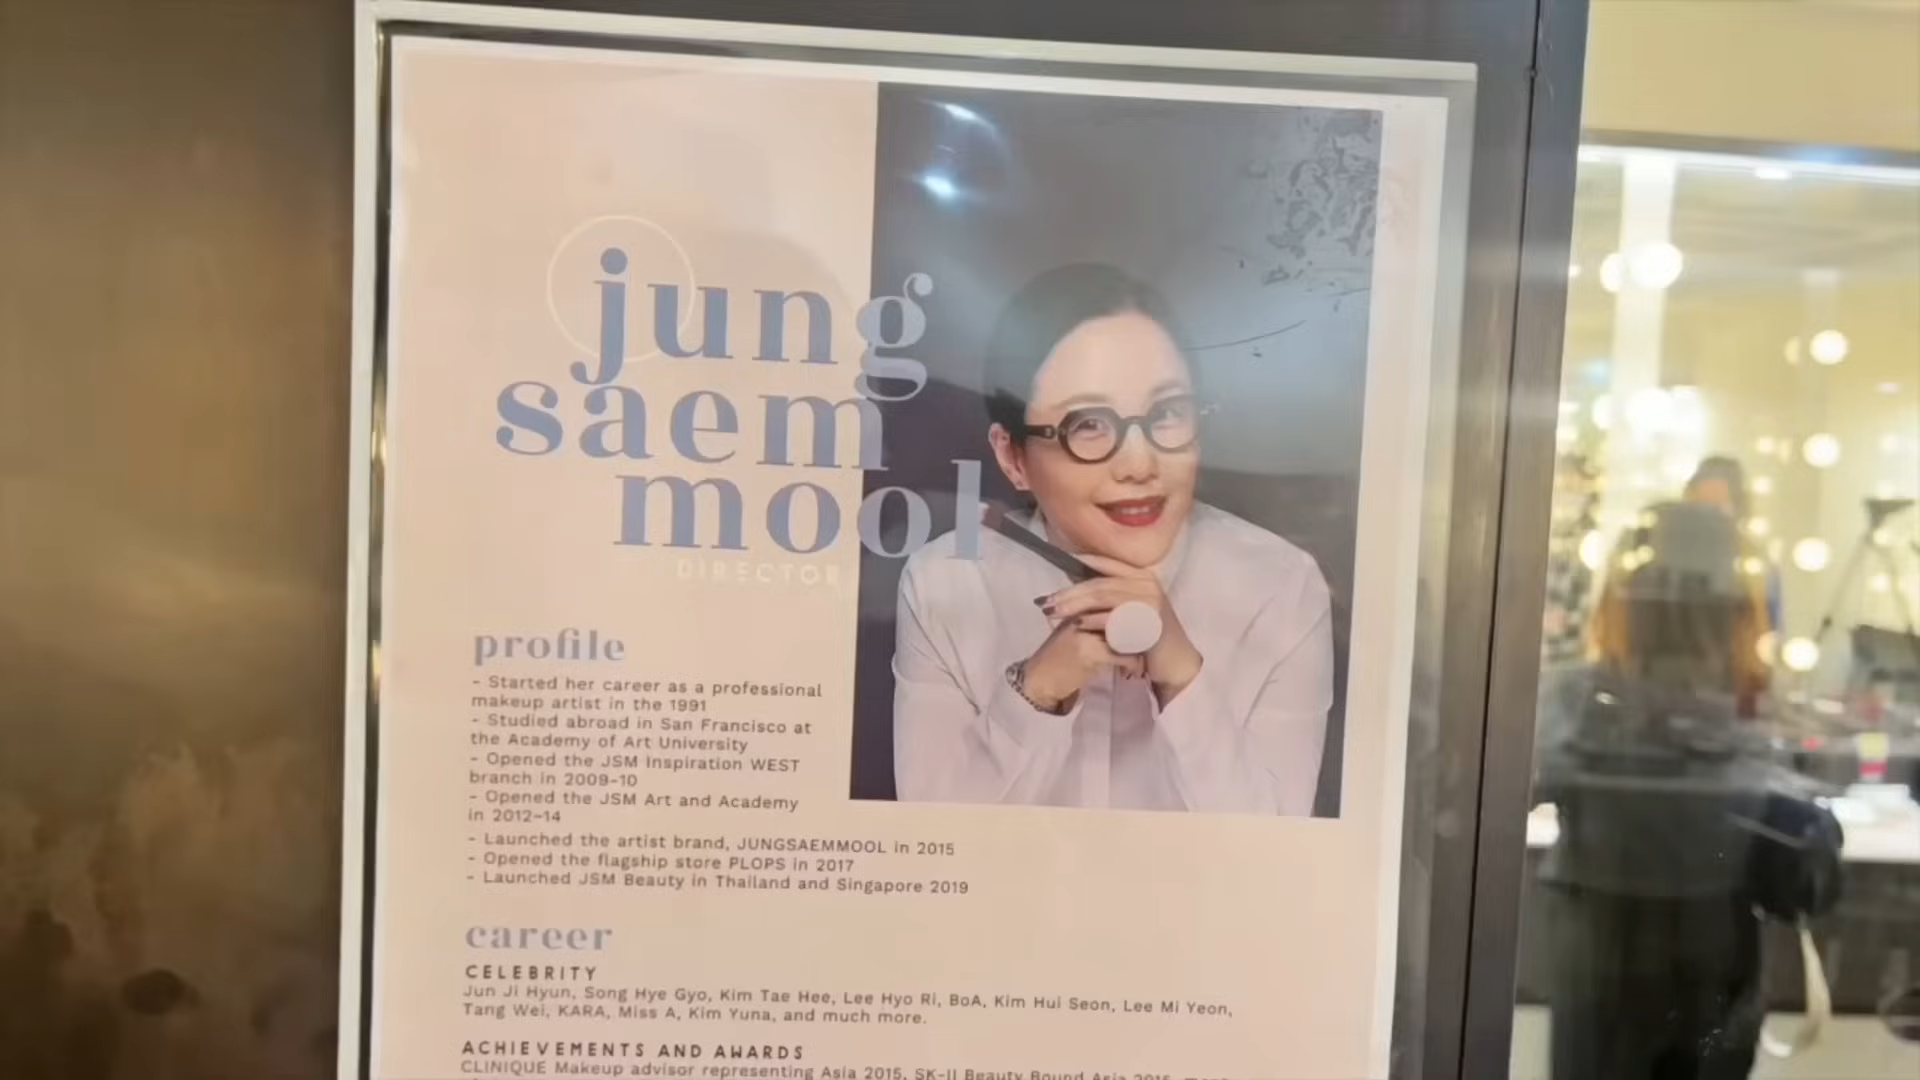 jung
saem
mool
DIRECTOR
profile
- Started her career as a professional
makeup artist in the 1991
- Studied abroad in San Francisco at
the Academy of Art University
- Opened the JSM Inspiration WEST
branch in 2009-10
- Opened the JSM Art and Academy
in 2012-14
- Launched the artist brand, JUNGSAEMMOOL in 2015
- Opened the flagship store PLOPS in 2017
- Launched JSM Beauty in Thailand and Singapore 2019
career
CELEBRITY
Jun Ji Hyun, Song Hye Gyo, Kim Tae Hee, Lee Hyo Ri, BoA, Kim Hui Seon, Lee Mi Yeon,
Tang Wei, KARA, Miss A, Kim Yuna, and much more.
ACHIEVEMENTS AND AWARDS
CLINIQUE Makeup advisor representing Asia 2015, SK-II Beauty Bound Asia 2015,